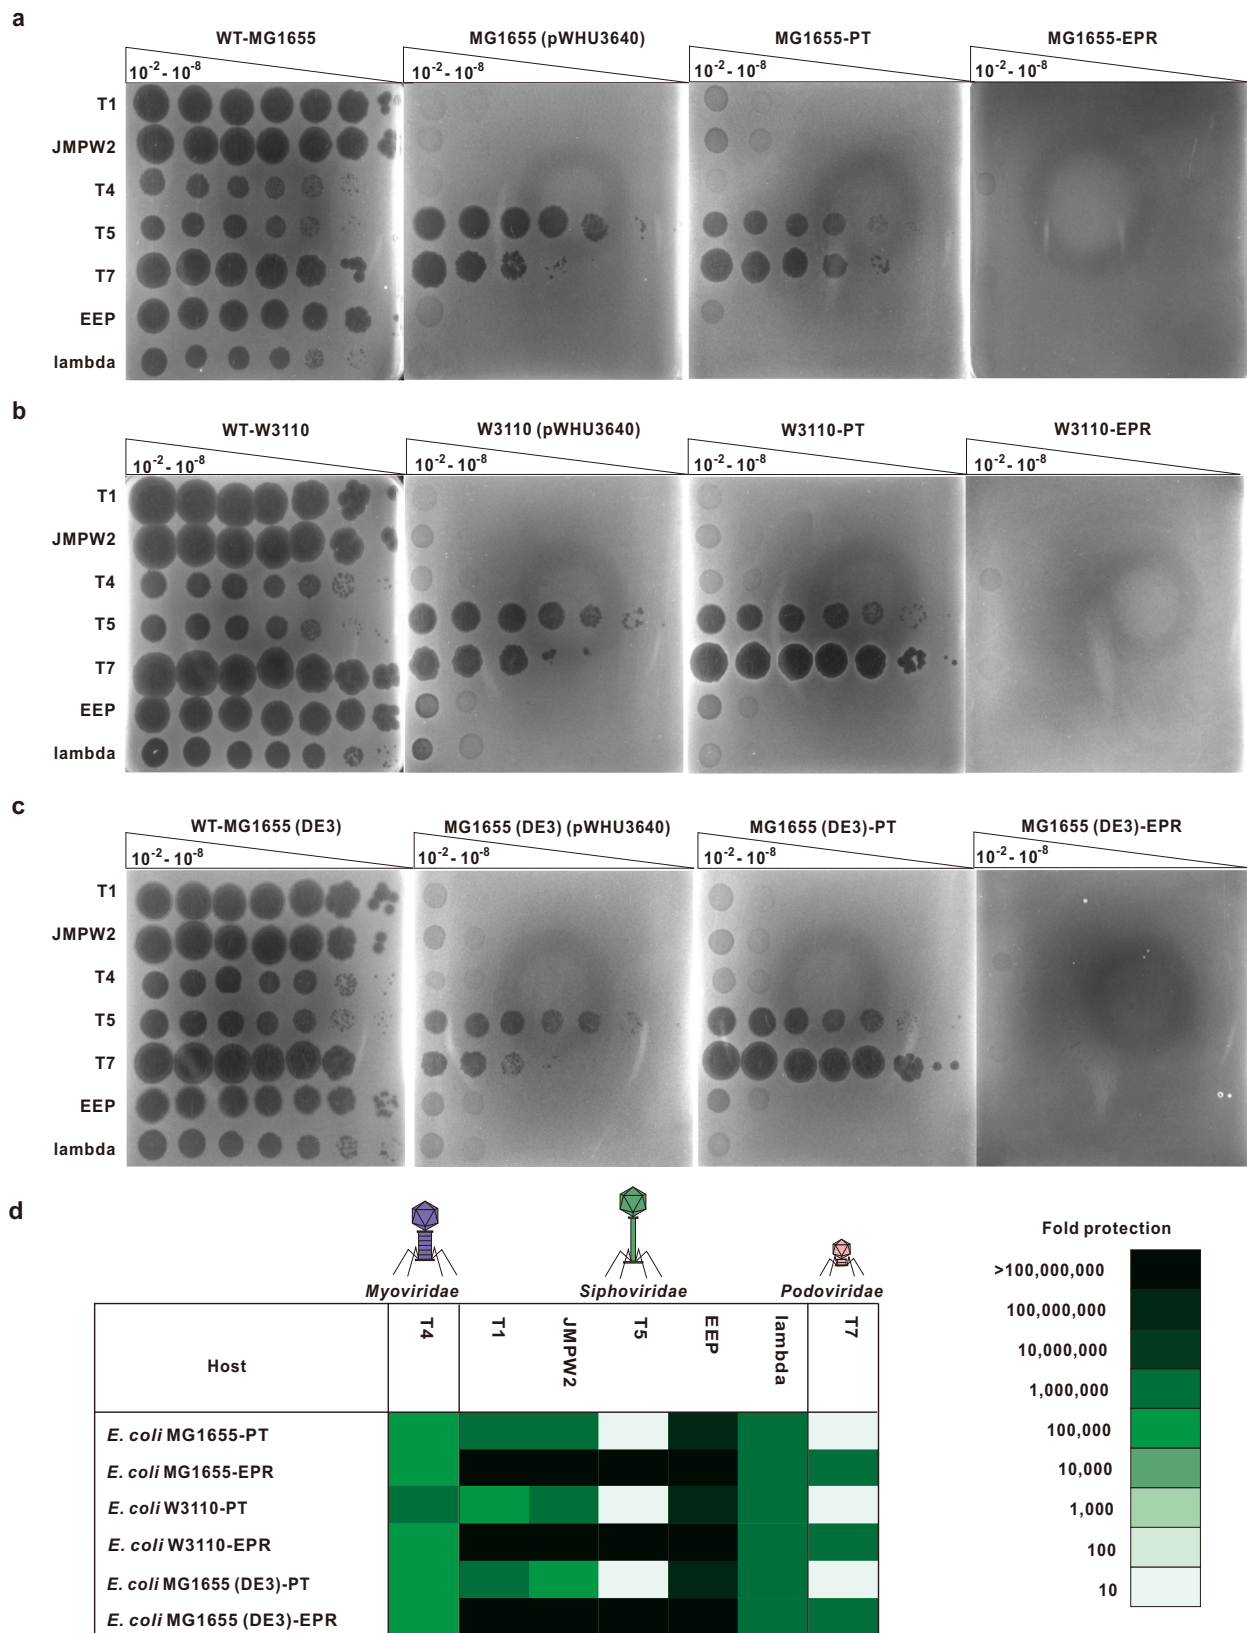 a
WT-MG1655
MG1655 (pWHU3640)
MG1655-PT
MG1655-EPR
10-2 - 10-8
10-2 - 10-8
10-2 - 10-8
10-2 - 10-8
T1
JMPW2
T4
T5
T7
EEP
lambda
b
WT-W3110
W3110 (pWHU3640)
W3110-PT
W3110-EPR
10-2 - 10-8
10-2 - 10-8
10-2 - 10-8
10-2 - 10-8
T1
JMPW2
T4
T5
T7
EEP
lambda
c
WT-MG1655 (DE3)
MG1655 (DE3) (pWHU3640)
MG1655 (DE3)-PT
MG1655 (DE3)-EPR
10-2 - 10-8
10-2 - 10-8
10-2 - 10-8
10-2 - 10-8
T1
JMPW2
T4
T5
T7
EEP
lambda
d
Myoviridae
Siphoviridae
Podoviridae
Host
T4
T1
JMPW2
T5
EEP
lambda
T7
E. coli MG1655-PT
E. coli MG1655-EPR
E. coli W3110-PT
E. coli W3110-EPR
E. coli MG1655 (DE3)-PT
E. coli MG1655 (DE3)-EPR
Fold protection
>100,000,000
100,000,000
10,000,000
1,000,000
100,000
10,000
1,000
100
10